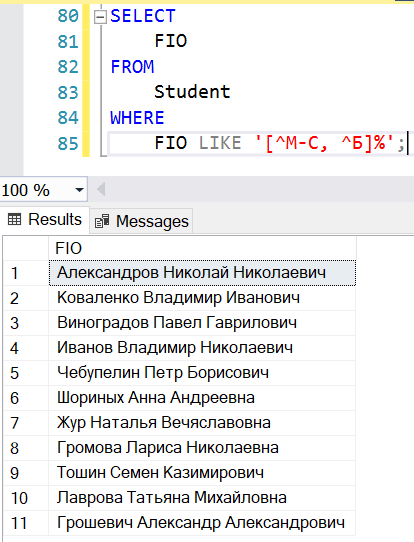 80 SELECT
81 FIO
82 FROM
83 Student
84 WHERE
85 FIO LIKE '[^М-С, ^Б]%';
100 %
Results Messages
FIO
1 Александров Николай Николаевич
2 Коваленко Владимир Иванович
3 Виноградов Павел Гаврилович
4 Иванов Владимир Николаевич
5 Чебупелин Петр Борисович
6 Шориных Анна Андреевна
7 Жур Наталья Вечяславовна
8 Громова Лариса Николаевна
9 Тошин Семен Казимирович
10 Лаврова Татьяна Михайловна
11 Грошевич Александр Александрович